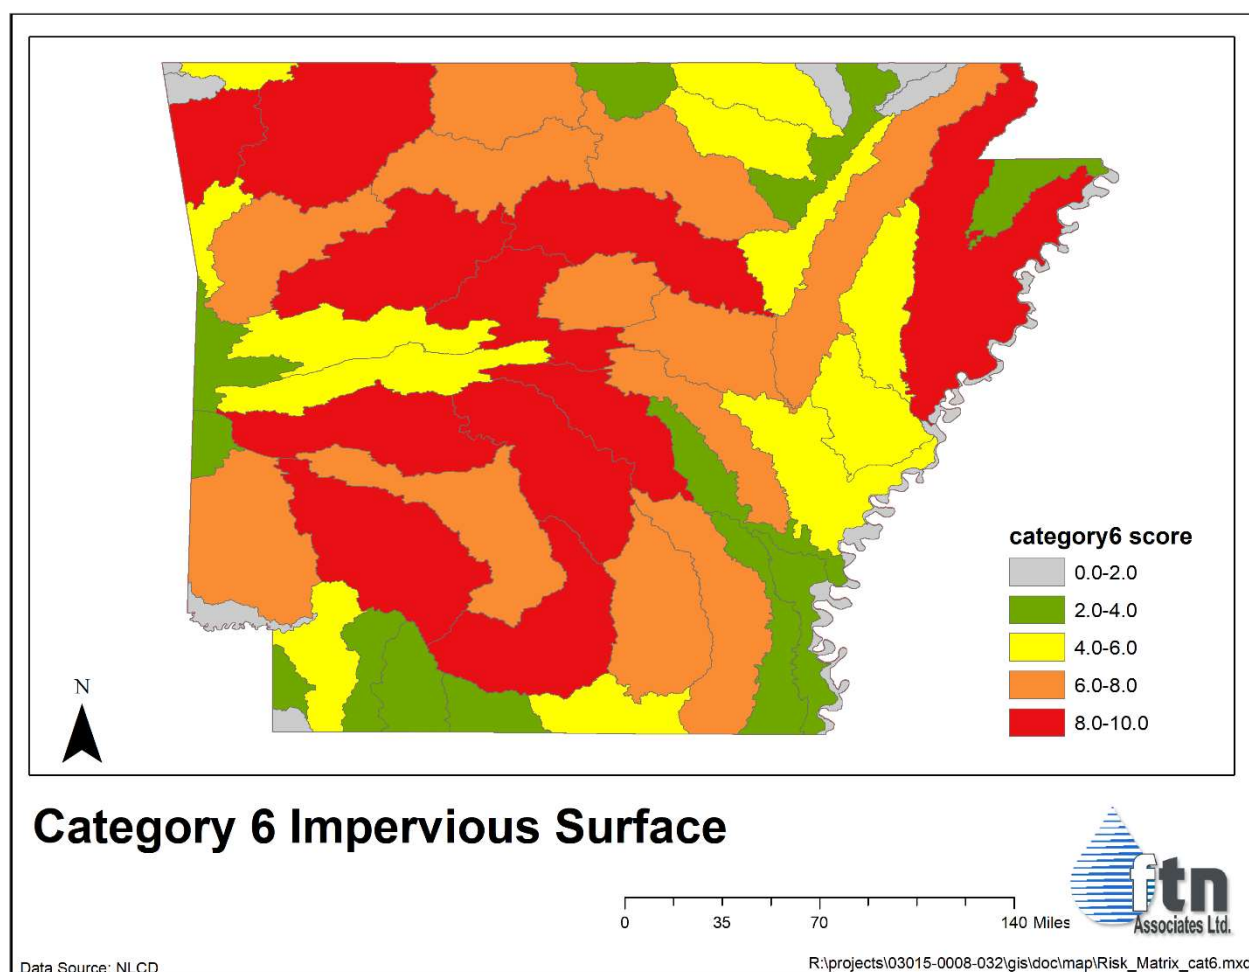 category6 score
0.0-2.0
2.0-4.0
4.0-6.0
6.0-8.0
8.0-10.0
N
Category 6 Impervious Surface
0 35 70 140 Miles
ftn
Associates Ltd.
Data Source: NLCD
R:\projects\03015-0008-032\gis\doc\map\Risk_Matrix_cat6.mxd